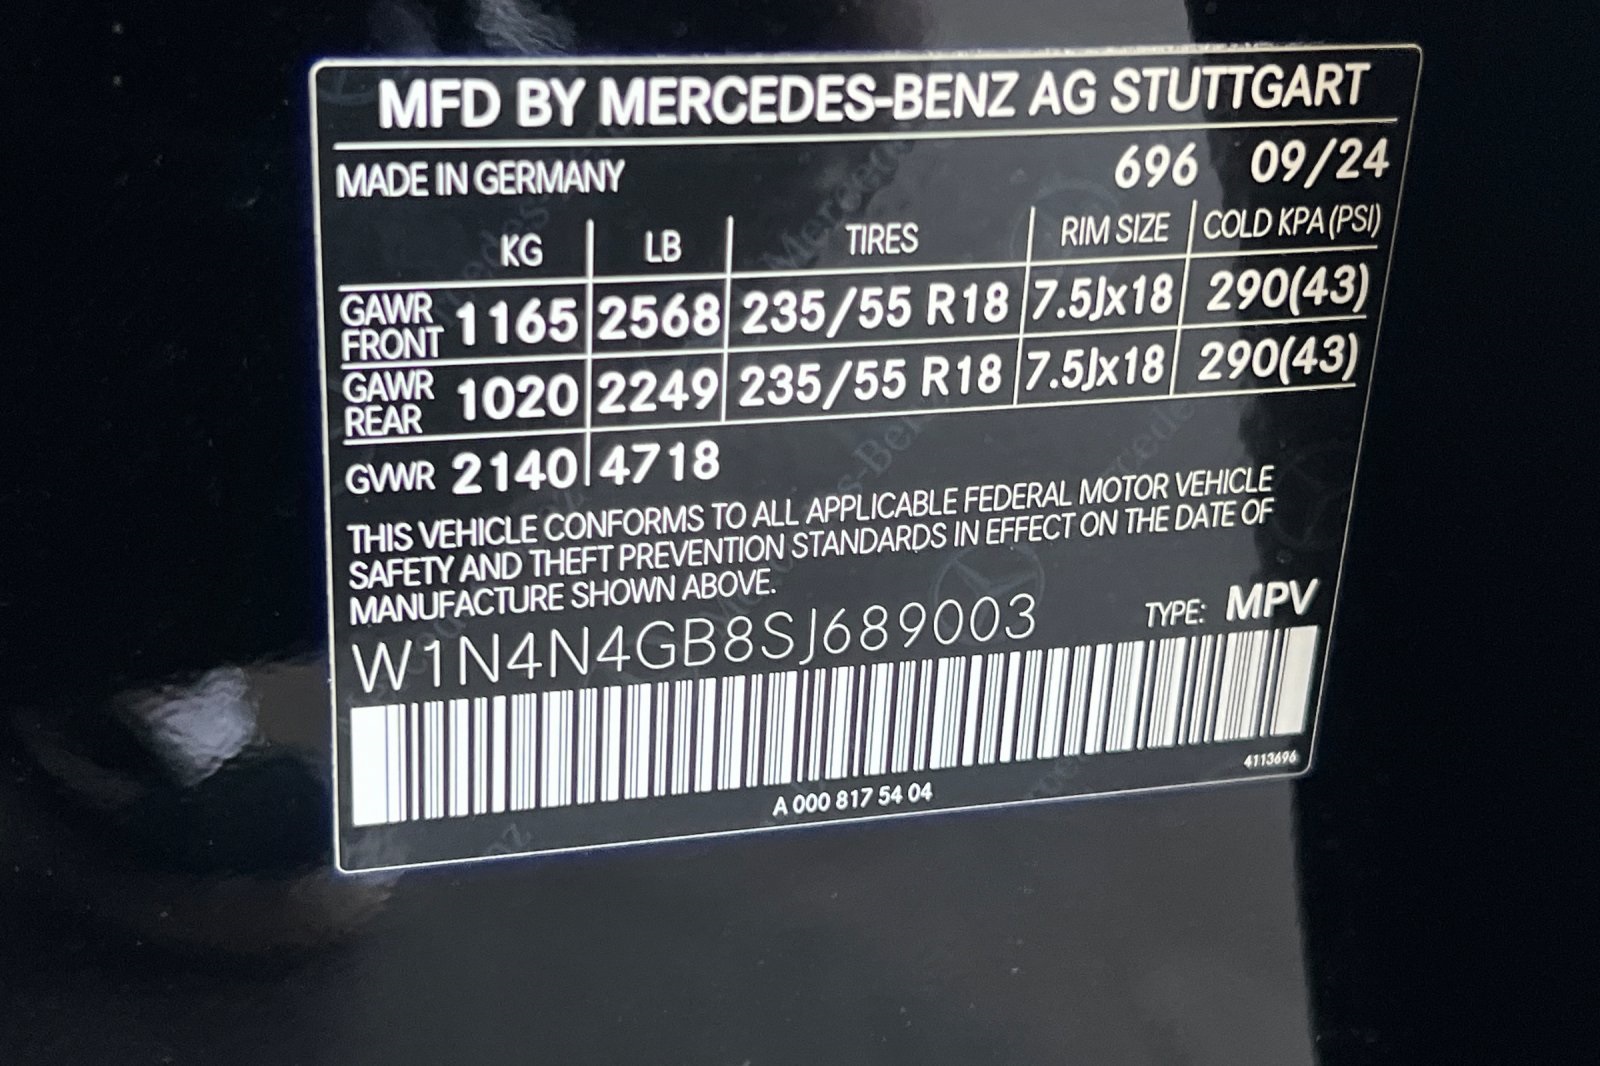 MFD BY MERCEDES-BENZ AG STUTTGART
MADE IN GERMANY 696 09/24
KG LB TIRES RIM SIZE COLD KPA (PSI)
GAWR FRONT 1165 2568 235/55 R18 7.5Jx18 290(43)
GAWR REAR 1020 2249 235/55 R18 7.5Jx18 290(43)
GVWR 2140 4718
THIS VEHICLE CONFORMS TO ALL APPLICABLE FEDERAL MOTOR VEHICLE
SAFETY AND THEFT PREVENTION STANDARDS IN EFFECT ON THE DATE OF
MANUFACTURE SHOWN ABOVE.
W1N4N4GB8SJ689003 TYPE: MPV
4113696
A 000 817 54 04